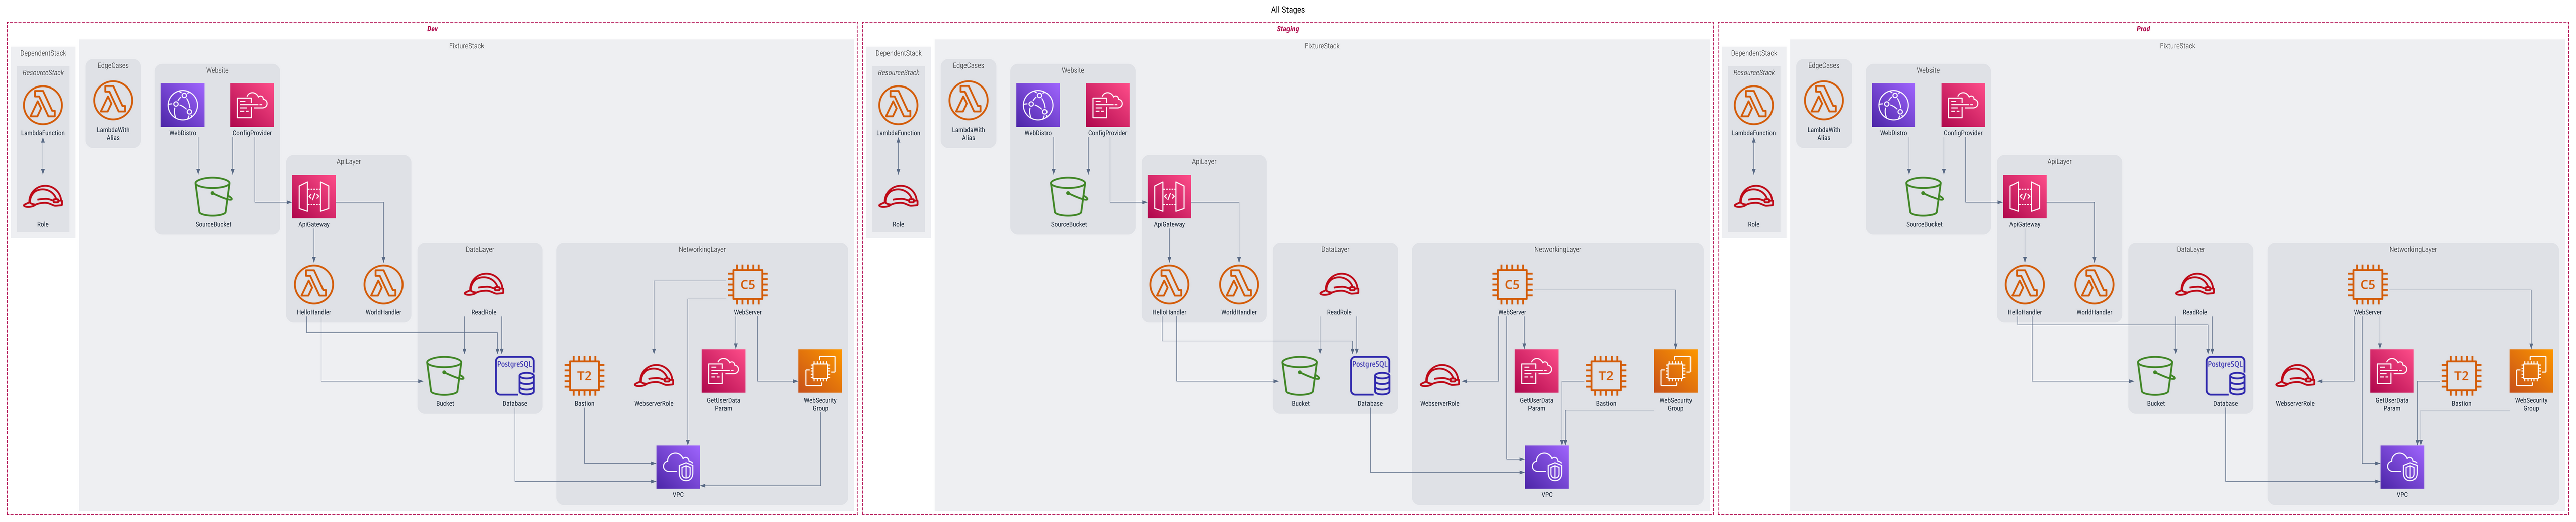 All Stages
Dev
FixtureStack
DependentStack
ResourceStack
LambdaFunction
Role
EdgeCases
LambdaWith
Alias
Website
WebDistro
ConfigProvider
SourceBucket
ApiLayer
ApiGateway
HelloHandler
WorldHandler
DataLayer
ReadRole
Bucket
PostgreSQL
Database
NetworkingLayer
C5
WebServer
T2
Bastion
WebserverRole
GetUserData
Param
WebSecurity
Group
VPC
Staging
FixtureStack
DependentStack
ResourceStack
LambdaFunction
Role
EdgeCases
LambdaWith
Alias
Website
WebDistro
ConfigProvider
SourceBucket
ApiLayer
ApiGateway
HelloHandler
WorldHandler
DataLayer
ReadRole
Bucket
PostgreSQL
Database
NetworkingLayer
C5
WebServer
WebserverRole
GetUserData
Param
T2
Bastion
WebSecurity
Group
VPC
Prod
FixtureStack
DependentStack
ResourceStack
LambdaFunction
Role
EdgeCases
LambdaWith
Alias
Website
WebDistro
ConfigProvider
SourceBucket
ApiLayer
ApiGateway
HelloHandler
WorldHandler
DataLayer
ReadRole
Bucket
PostgreSQL
Database
NetworkingLayer
C5
WebServer
WebserverRole
GetUserData
Param
T2
Bastion
WebSecurity
Group
VPC